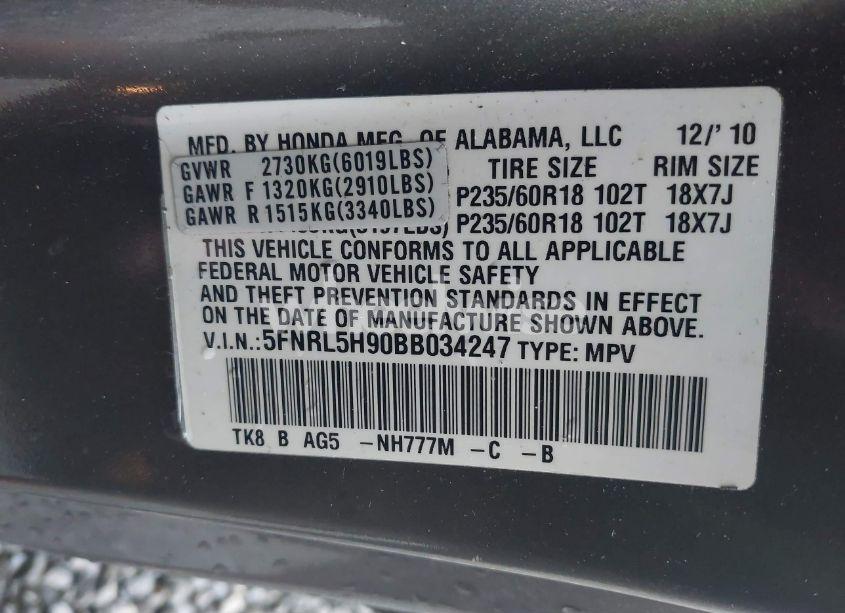 MFD. BY HONDA MFG. OF ALABAMA, LLC 12/' 10
GVWR 2730KG(6019LBS) TIRE SIZE RIM SIZE
GAWR F 1320KG(2910LBS) P235/60R18 102T 18X7J
GAWR R 1515KG(3340LBS) P235/60R18 102T 18X7J
THIS VEHICLE CONFORMS TO ALL APPLICABLE
FEDERAL MOTOR VEHICLE SAFETY
AND THEFT PREVENTION STANDARDS IN EFFECT
ON THE DATE OF MANUFACTURE SHOWN ABOVE.
V.I.N.:5FNRL5H90BB034247 TYPE: MPV
TK8 B AG5 -NH777M -C -B